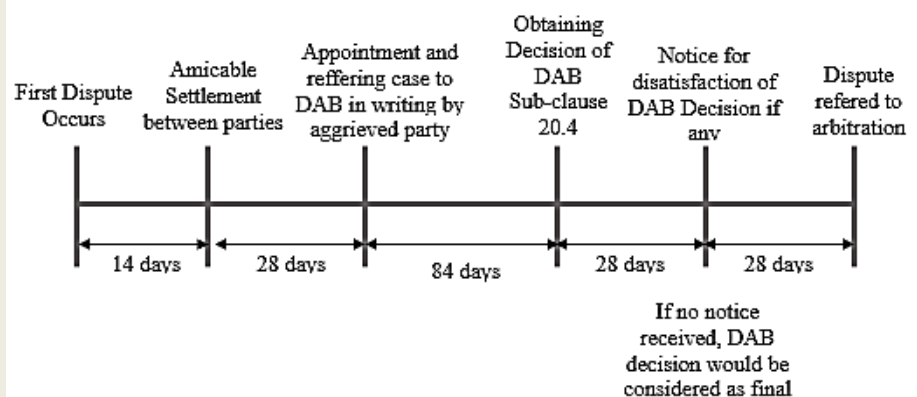 First Dispute
Occurs
Amicable
Settlement
between parties
Appointment and
reffering case to
DAB in writing by
aggrieved party
Obtaining
Decision of
DAB
Sub-clause
20.4
Notice for
disatisfaction of
DAB Decision if
any
Dispute
refered to
arbitration
14 days
28 days
84 days
28 days
28 days
If no notice
received, DAB
decision would be
considered as final